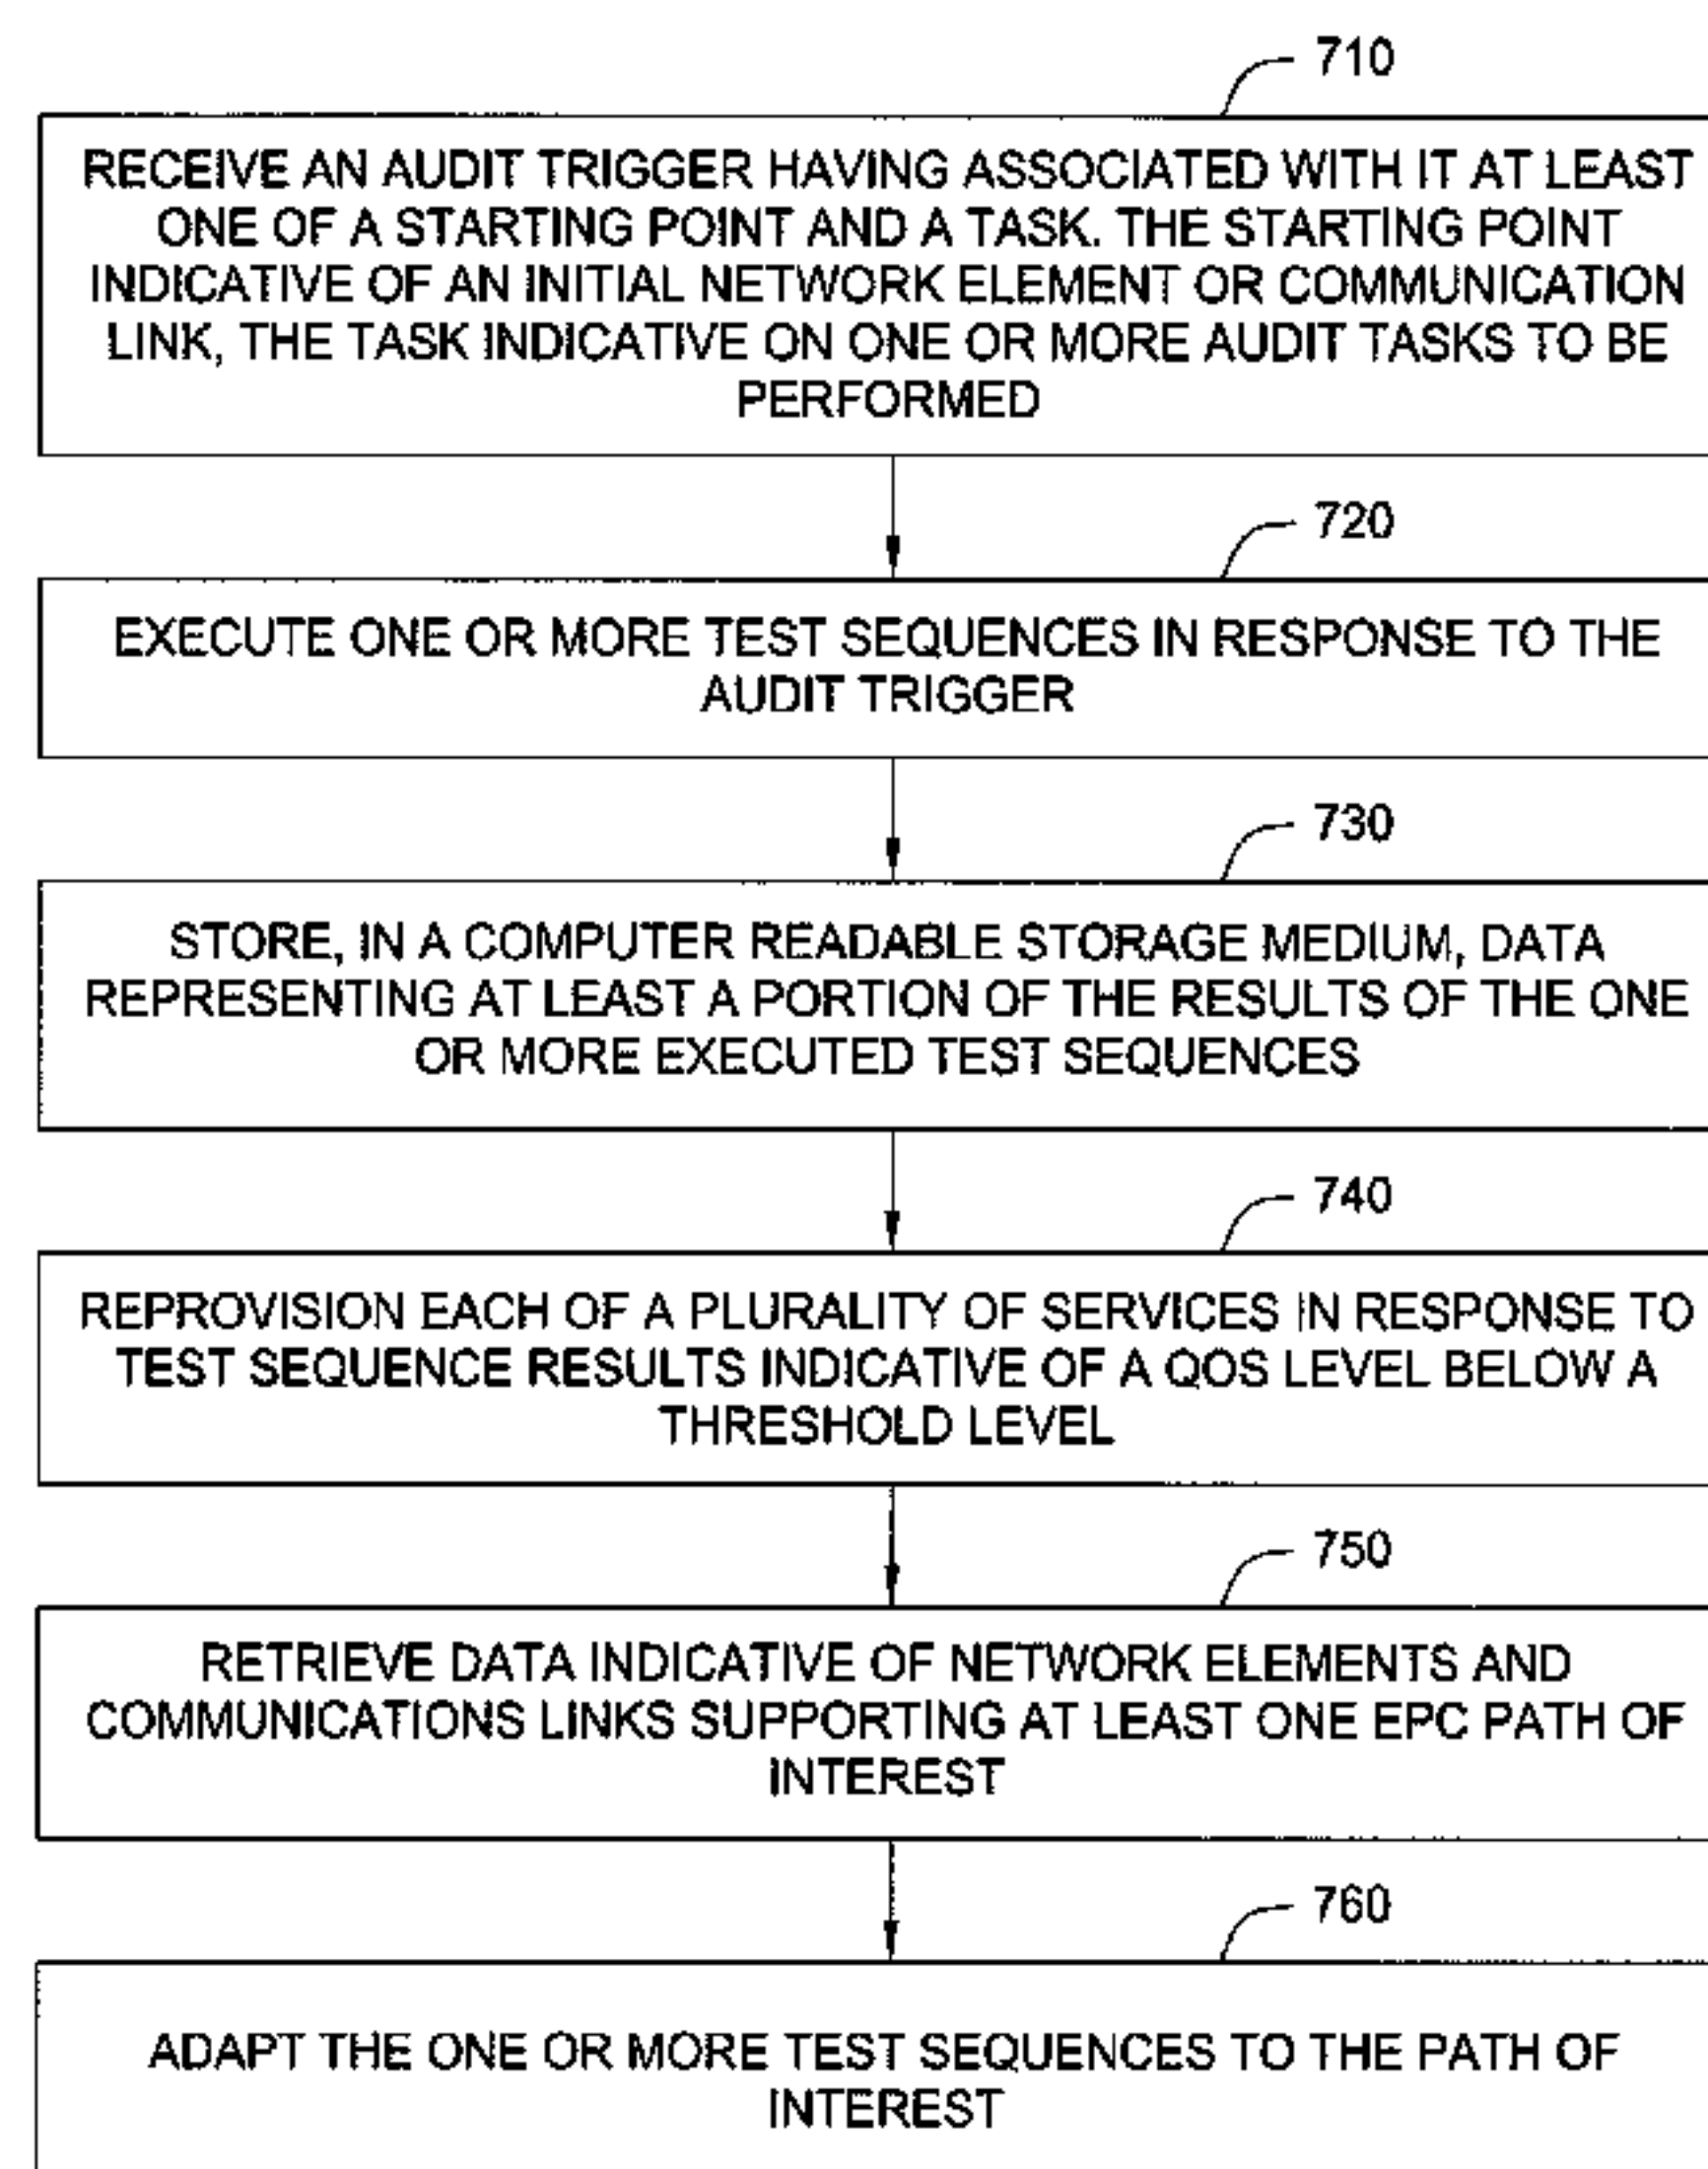 710
RECEIVE AN AUDIT TRIGGER HAVING ASSOCIATED WITH IT AT LEAST
ONE OF A STARTING POINT AND A TASK. THE STARTING POINT
INDICATIVE OF AN INITIAL NETWORK ELEMENT OR COMMUNICATION
LINK, THE TASK INDICATIVE ON ONE OR MORE AUDIT TASKS TO BE
PERFORMED
720
EXECUTE ONE OR MORE TEST SEQUENCES IN RESPONSE TO THE
AUDIT TRIGGER
730
STORE, IN A COMPUTER READABLE STORAGE MEDIUM, DATA
REPRESENTING AT LEAST A PORTION OF THE RESULTS OF THE ONE
OR MORE EXECUTED TEST SEQUENCES
740
REPROVISION EACH OF A PLURALITY OF SERVICES IN RESPONSE TO
TEST SEQUENCE RESULTS INDICATIVE OF A QOS LEVEL BELOW A
THRESHOLD LEVEL
750
RETRIEVE DATA INDICATIVE OF NETWORK ELEMENTS AND
COMMUNICATIONS LINKS SUPPORTING AT LEAST ONE EPC PATH OF
INTEREST
760
ADAPT THE ONE OR MORE TEST SEQUENCES TO THE PATH OF
INTEREST